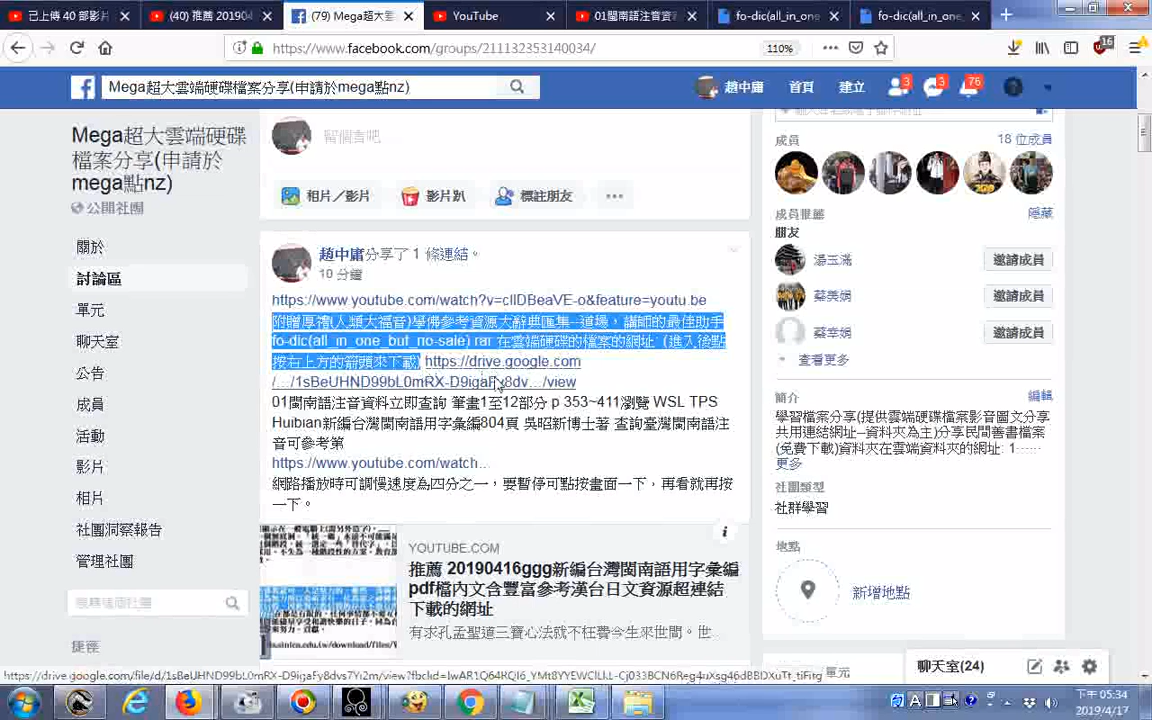 已上傳 40 部影片
(40) 推薦 201904
(79) Mega超大雲
YouTube
01閩南語注音資
fo-dic(all_in_one
fo-dic(all_in_one_
https://www.facebook.com/groups/211132353140034/
110%
16
Mega超大雲端硬碟檔案分享(申請於mega點nz)
趙中庸
首頁
建立
3
3
76
Mega超大雲端硬碟
檔案分享(申請於
mega點nz)
公開社團
關於
討論區
單元
聊天室
公告
成員
活動
影片
相片
社團洞察報告
管理社團
搜尋這個社團
捷徑
留個言吧
相片／影片
影片趴
標註朋友
趙中庸分享了 1 條連結。
10 分鐘
https://www.youtube.com/watch?v=cIlDBeaVE-o&feature=youtu.be
附贈厚禮(人類大福音)學佛參考資源大辭典匯集--道場，講師的最佳助手
fo-dic(all_in_one_but_no-sale) rar 在雲端硬碟的檔案的網址: (進入後點
按右上方的箭頭來下載) https://drive.google.com
/…/1sBeUHND99bL0mRX-D9igaFy8dv…/view
01閩南語注音資料立即查詢 筆畫1至12部分 p 353~411瀏覽 WSL TPS
Huibian新編台灣閩南語用字彙編804頁 吳昭新博士著 查詢臺灣閩南語注
音可參考第
https://www.youtube.com/watch...
網路播放時可調慢速度為四分之一，要暫停可點按畫面一下，再看就再按
一下。
YOUTUBE.COM
推薦 20190416ggg新編台灣閩南語用字彙編
pdf檔內文含豐富參考漢台日文資源超連結
下載的網址
有求孔孟聖道三寶心法就不枉費今生來世間。世...
成員
18 位成員
成員推薦
隱藏
朋友
湯玉滿
邀請成員
蔡美娟
邀請成員
蔡幸娟
邀請成員
查看更多
簡介
編輯
學習檔案分享(提供雲端硬碟檔案影音圖文分享
共用連結網址--資料夾為主)分享民間善書檔案
(免費下載)資料夾在雲端資料夾的網址: 1……
更多
社團類型
社群學習
地點
新增地點
聊天室(24)
下午 05:34
2019/4/17